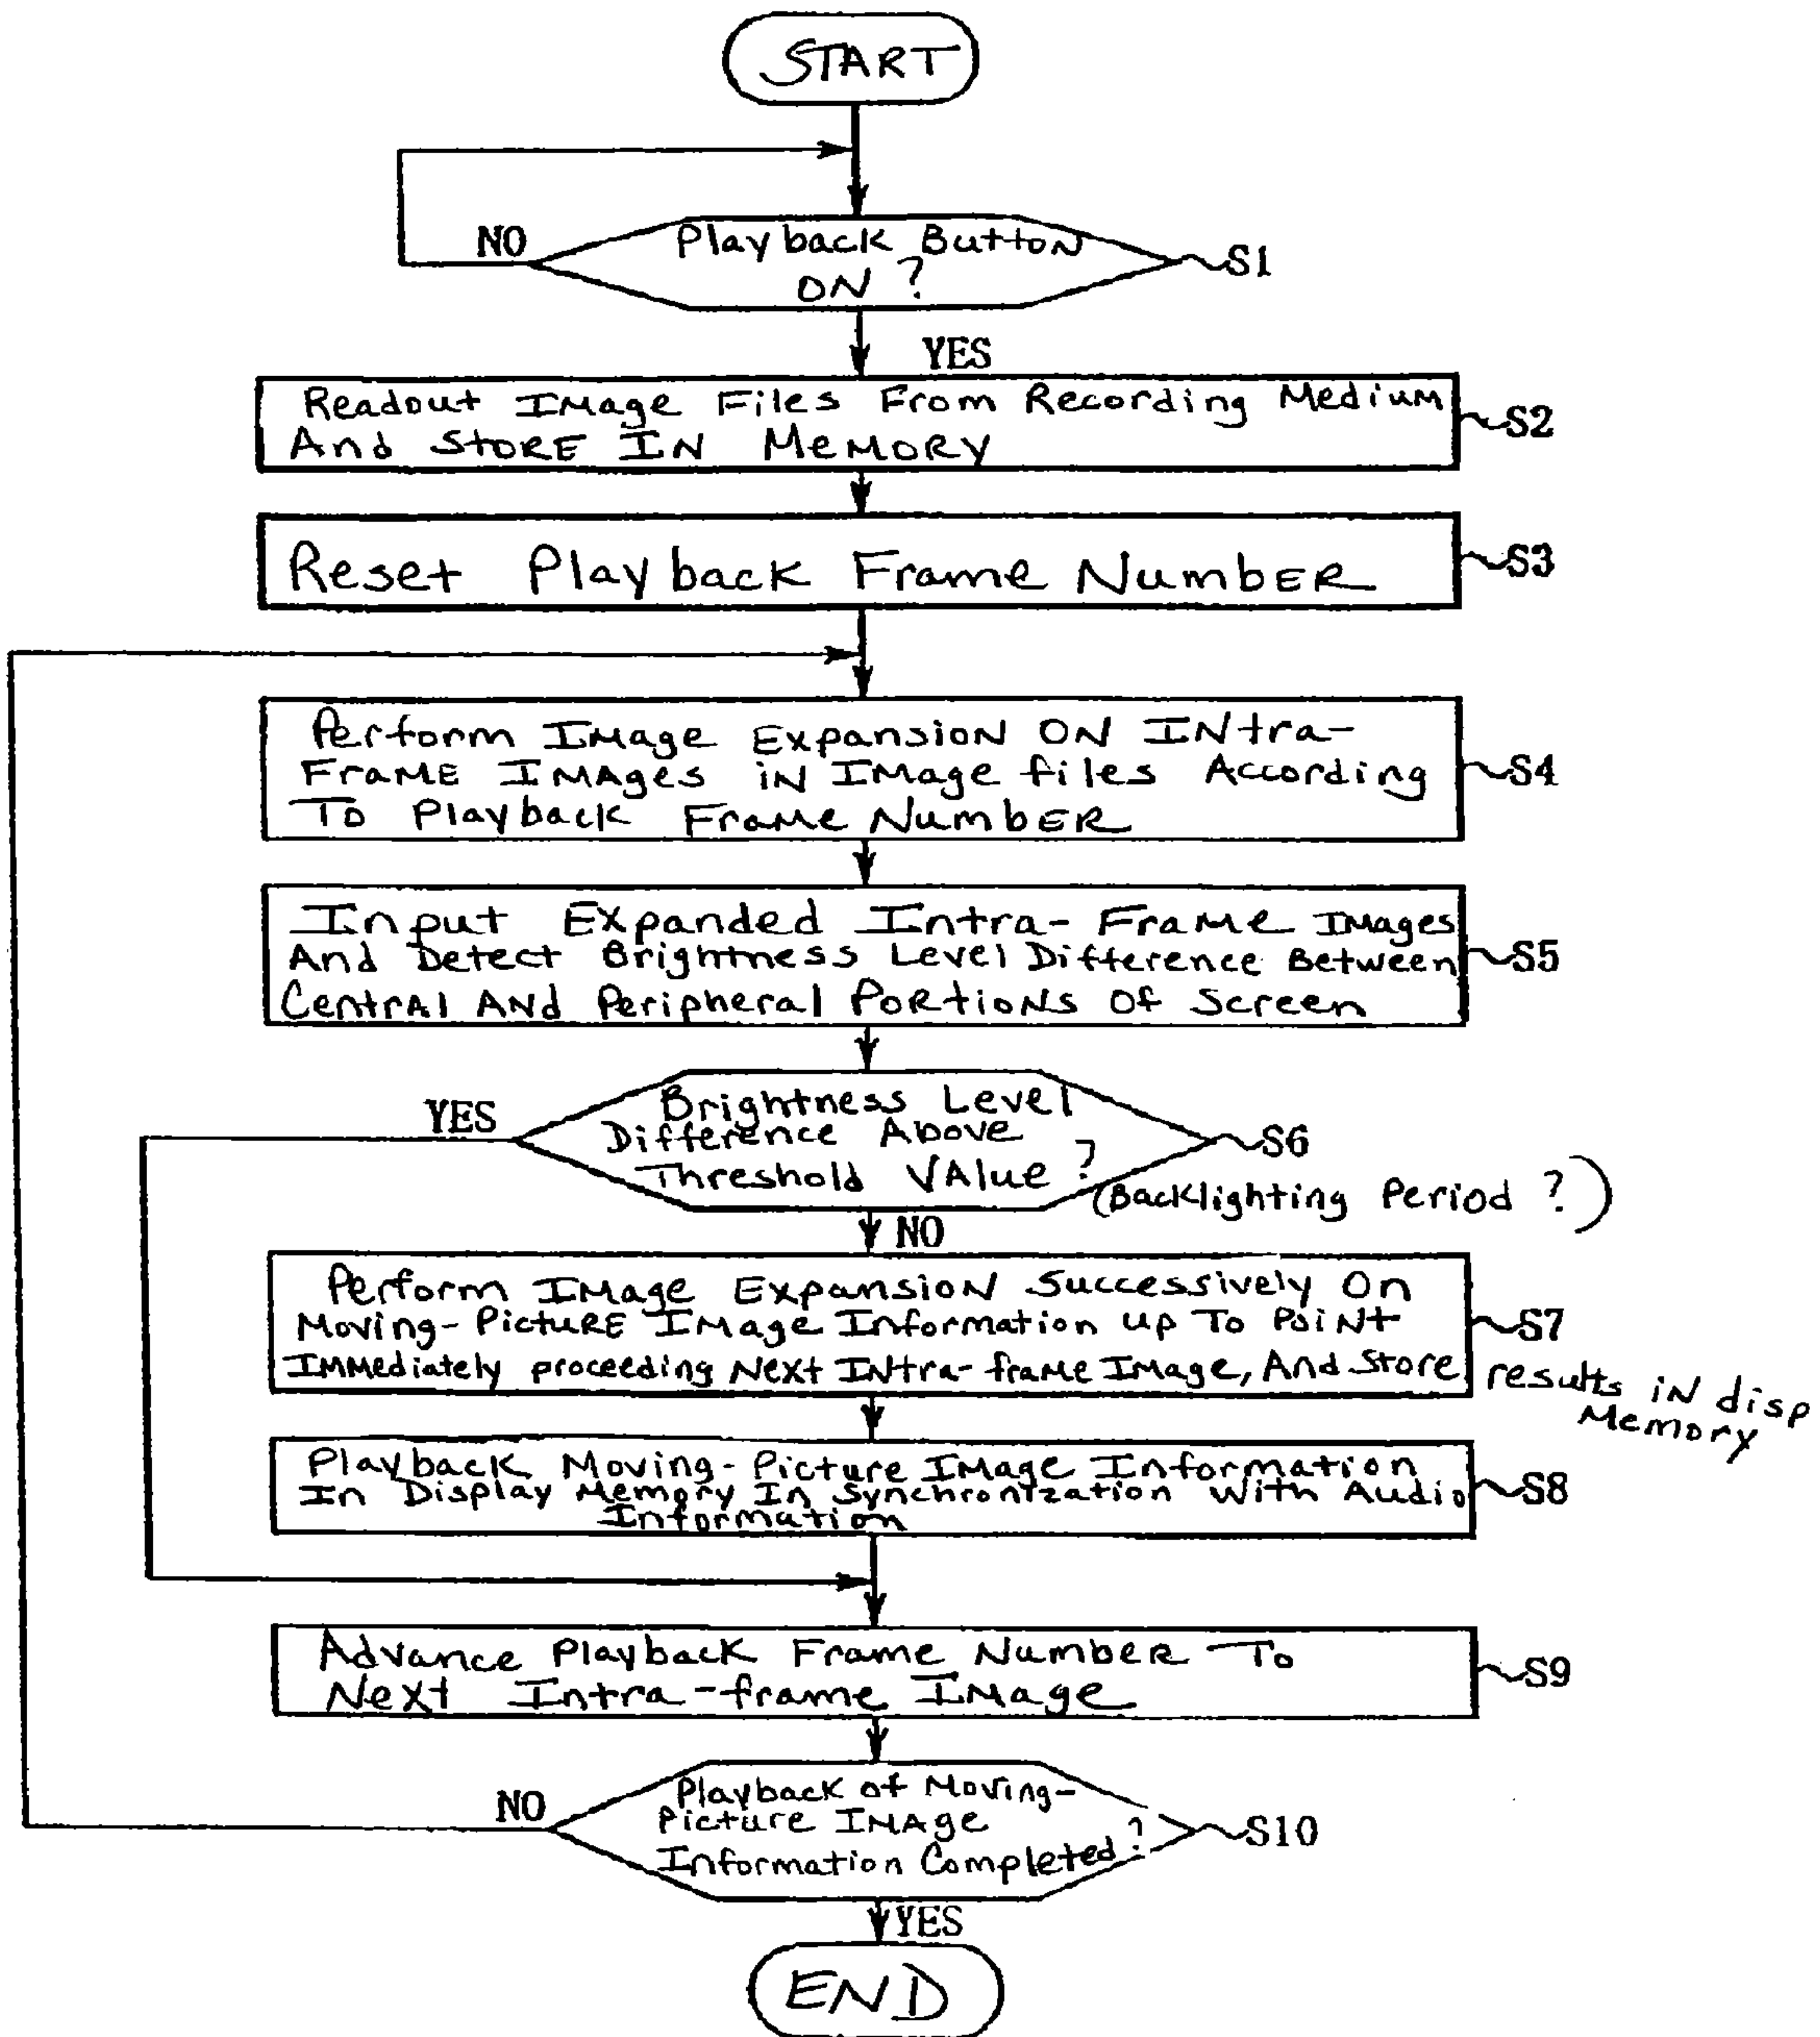 START
NO
Playback Button
ON ?
S1
YES
Readout Image Files From Recording Medium
And Store In Memory
S2
Reset Playback Frame Number
S3
Perform Image Expansion On Intra-
Frame Images in Image files According
To Playback Frame Number
S4
Input Expanded Intra-Frame Images
And Detect Brightness Level Difference Between
Central And Peripheral Portions Of Screen
S5
YES
Brightness Level
Difference Above
Threshold Value ?
S6
(Backlighting Period ?)
NO
Perform Image Expansion Successively On
Moving-Picture Image Information up To Point
Immediately proceeding Next Intra-frame Image, And Store results in disp
Memory
S7
Playback Moving-Picture Image Information
In Display Memory In Synchronization With Audio
Information
S8
Advance Playback Frame Number To
Next Intra-frame Image
S9
NO
Playback of Moving-
Picture Image
Information Completed ?
S10
YES
END